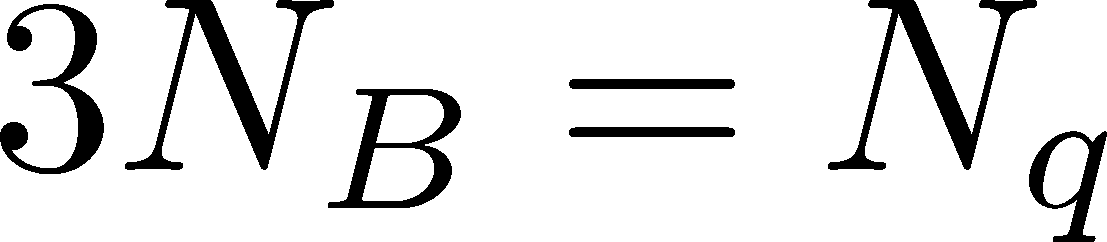 3N_B = N_q